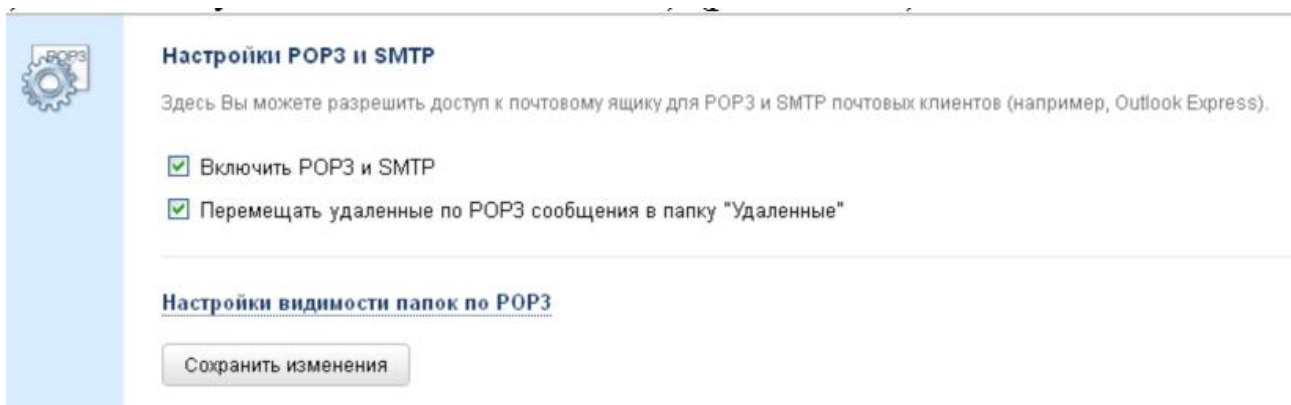 POP3
Настройки POP3 и SMTP
Здесь Вы можете разрешить доступ к почтовому ящику для POP3 и SMTP почтовых клиентов (например, Outlook Express).
Включить POP3 и SMTP
Перемещать удаленные по POP3 сообщения в папку "Удаленные"
Настройки видимости папок по POP3
Сохранить изменения